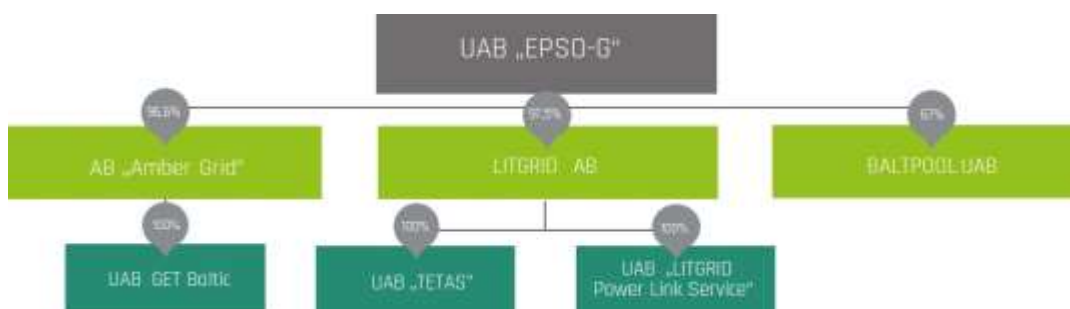 UAB „EPSO-G“
96.6%
97.5%
67%
AB „Amber Grid“
LITGRID AB
BALTPOOL UAB
100%
100%
100%
UAB GET Baltic
UAB „TETAS“
UAB „LITGRID
Power Link Service“